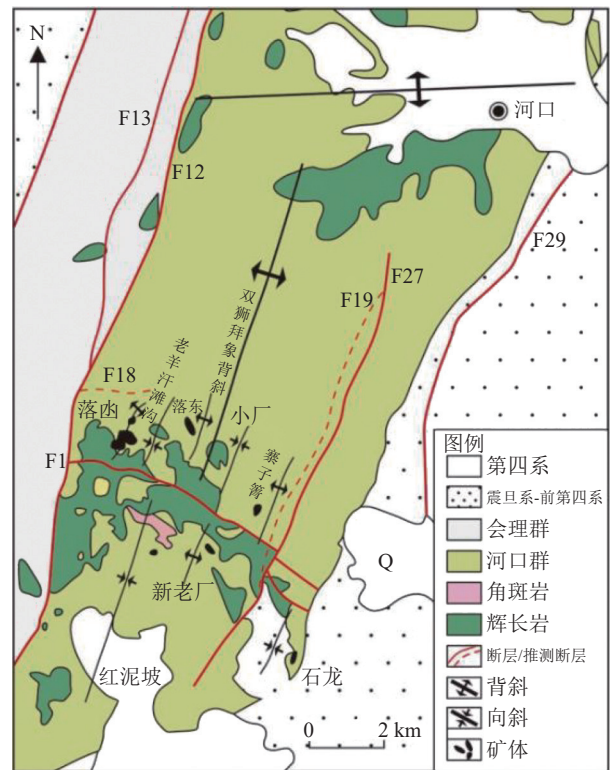 N
河口
F13
F12
F29
F27
F19
双狮拜象背斜
老羊汗滩沟
F18
落凼
落东
小厂
F1
寨子箐
Q
新老厂
红泥坡
石龙
0 2 km
图例
第四系
震旦系-前第四系
会理群
河口群
角斑岩
辉长岩
断层/推测断层
背斜
向斜
矿体